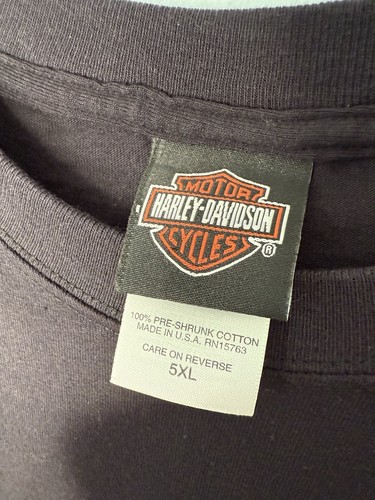 MOTOR
HARLEY-DAVIDSON
CYCLES
®
100% PRE-SHRUNK COTTON
MADE IN U.S.A. RN15763
CARE ON REVERSE
5XL